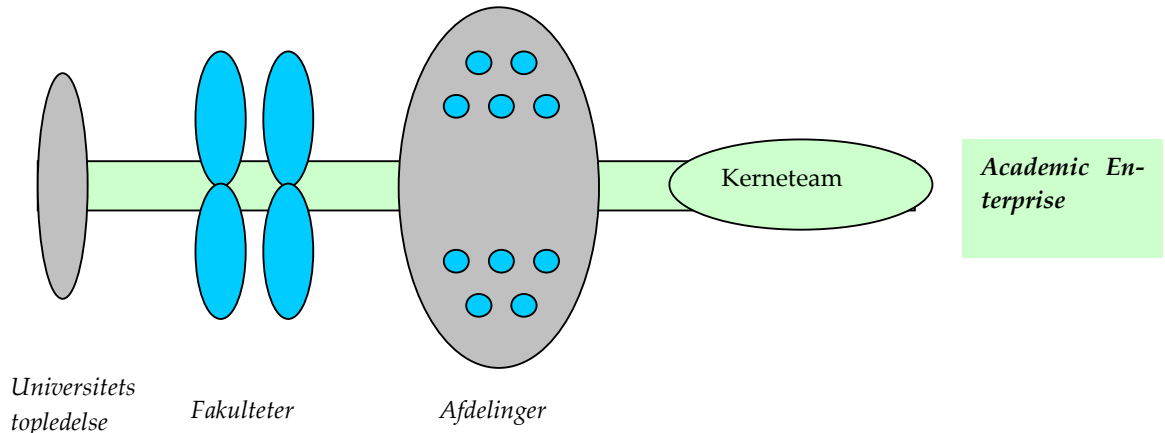 Kerneteam
Academic En-
terprise
Universitets
topledelse
Fakulteter
Afdelinger